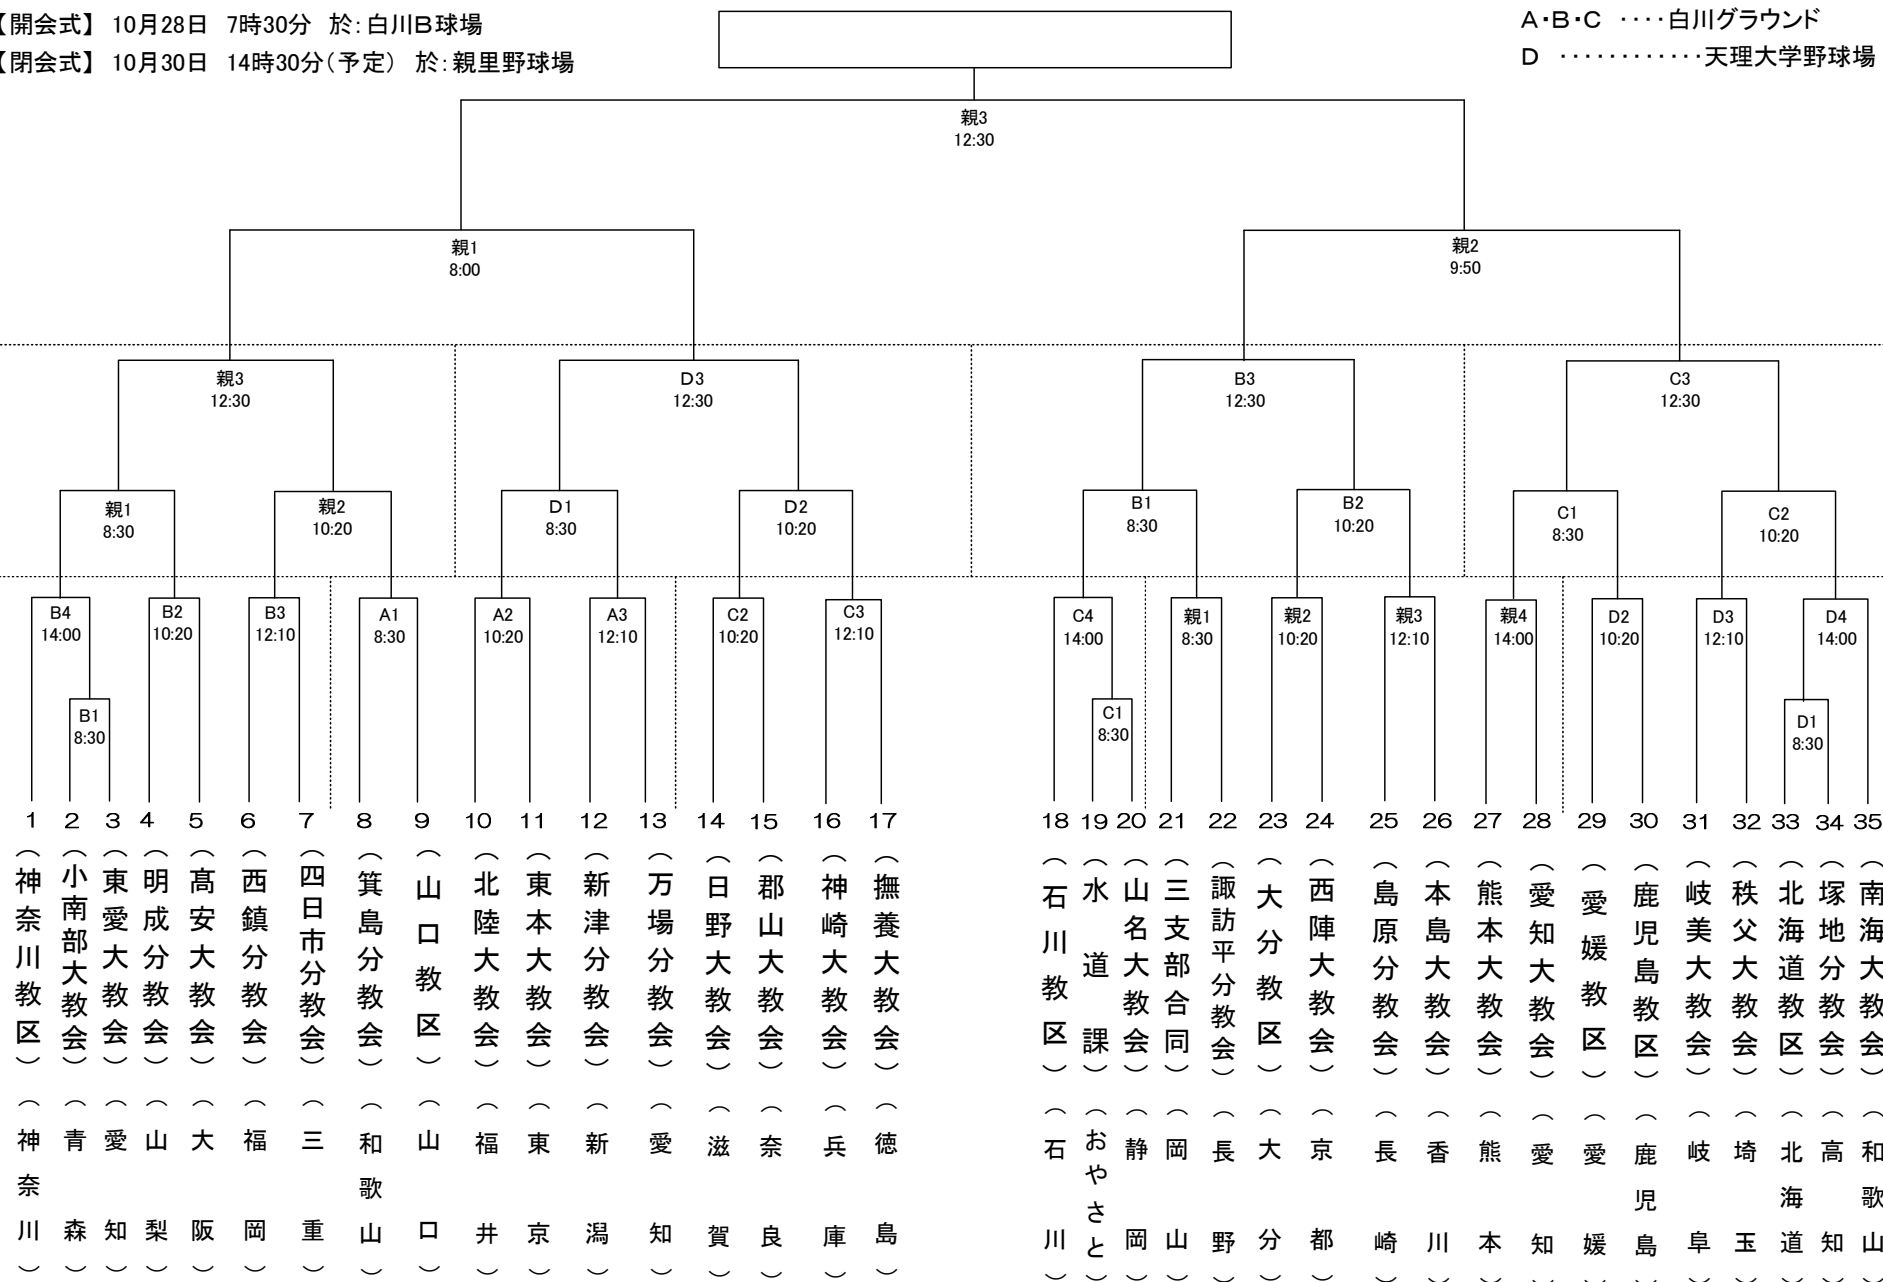 【開会式】 10月28日 7時30分 於:白川B球場
【閉会式】 10月30日 14時30分(予定) 於:親里野球場
A・B・C ････白川グラウンド
D ････････････天理大学野球場
親3
12:30
親1
8:00
親2
9:50
親3
12:30
D3
12:30
B3
12:30
C3
12:30
親1
8:30
親2
10:20
D1
8:30
D2
10:20
B1
8:30
B2
10:20
C1
8:30
C2
10:20
B4
14:00
B2
10:20
B3
12:10
A1
8:30
A2
10:20
A3
12:10
C2
10:20
C3
12:10
C4
14:00
親1
8:30
親2
10:20
親3
12:10
親4
14:00
D2
10:20
D3
12:10
D4
14:00
B1
8:30
C1
8:30
D1
8:30
1 (神奈川教区) (神奈川)
2 (小南部大教会) (青森)
3 (東愛大教会) (愛知)
4 (明成分教会) (山梨)
5 (髙安大教会) (大阪)
6 (西鎮分教会) (福岡)
7 (四日市分教会) (三重)
8 (箕島分教会) (和歌山)
9 (山口教区) (山口)
10 (北陸大教会) (福井)
11 (東本大教会) (東京)
12 (新津分教会) (新潟)
13 (万場分教会) (愛知)
14 (日野大教会) (滋賀)
15 (郡山大教会) (奈良)
16 (神崎大教会) (兵庫)
17 (撫養大教会) (徳島)
18 (石川教区) (石川)
19 (水道課) (おやさと)
20 (山名大教会) (静岡)
21 (三支部合同) (岡山)
22 (諏訪平分教会) (長野)
23 (大分教区) (大分)
24 (西陣大教会) (京都)
25 (島原分教会) (長崎)
26 (本島大教会) (香川)
27 (熊本大教会) (熊本)
28 (愛知大教会) (愛知)
29 (愛媛教区) (愛媛)
30 (鹿児島教区) (鹿児島)
31 (岐美大教会) (岐阜)
32 (秩父大教会) (埼玉)
33 (北海道教区) (北海道)
34 (塚地分教会) (高知)
35 (南海大教会) (和歌山)